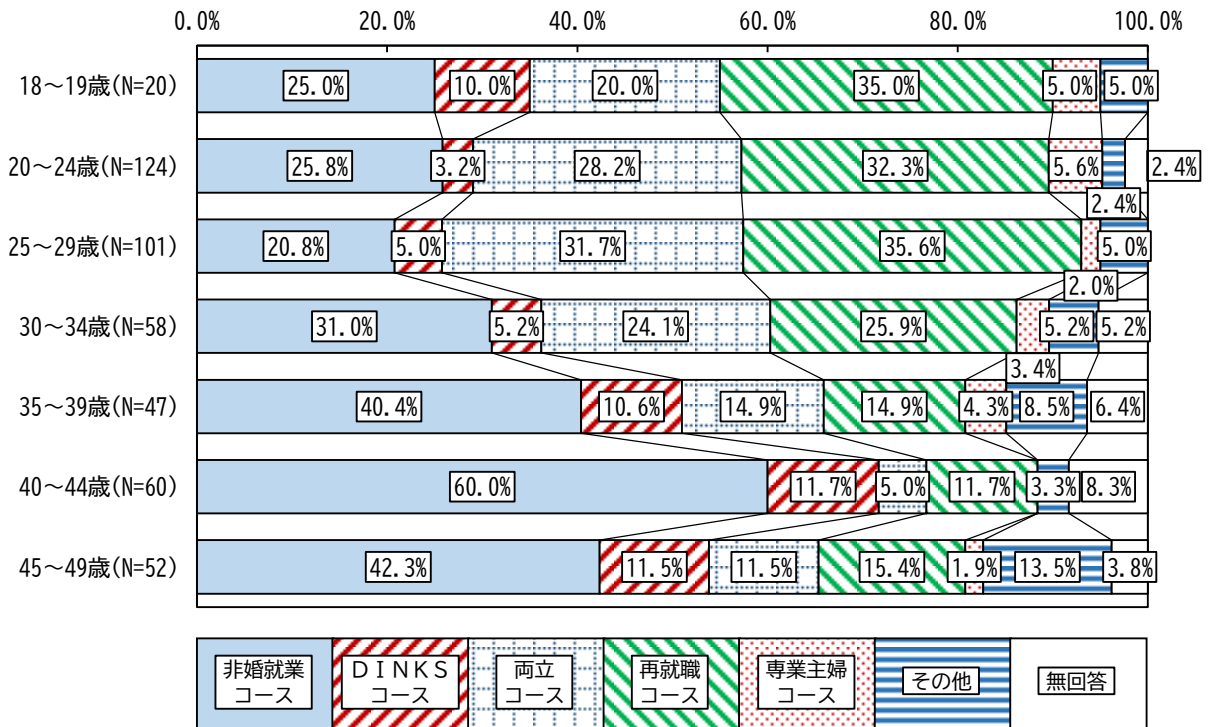 0.0% 20.0% 40.0% 60.0% 80.0% 100.0%
18～19歳(N=20) 25.0% 10.0% 20.0% 35.0% 5.0% 5.0%
20～24歳(N=124) 25.8% 3.2% 28.2% 32.3% 5.6% 2.4%
2.4%
25～29歳(N=101) 20.8% 5.0% 31.7% 35.6% 5.0%
2.0%
30～34歳(N=58) 31.0% 5.2% 24.1% 25.9% 5.2% 5.2%
3.4%
35～39歳(N=47) 40.4% 10.6% 14.9% 14.9% 4.3% 8.5% 6.4%
40～44歳(N=60) 60.0% 11.7% 5.0% 11.7% 3.3% 8.3%
45～49歳(N=52) 42.3% 11.5% 11.5% 15.4% 1.9% 13.5% 3.8%
非婚就業
コース
ＤＩＮＫＳ
コース
両立
コース
再就職
コース
専業主婦
コース
その他
無回答